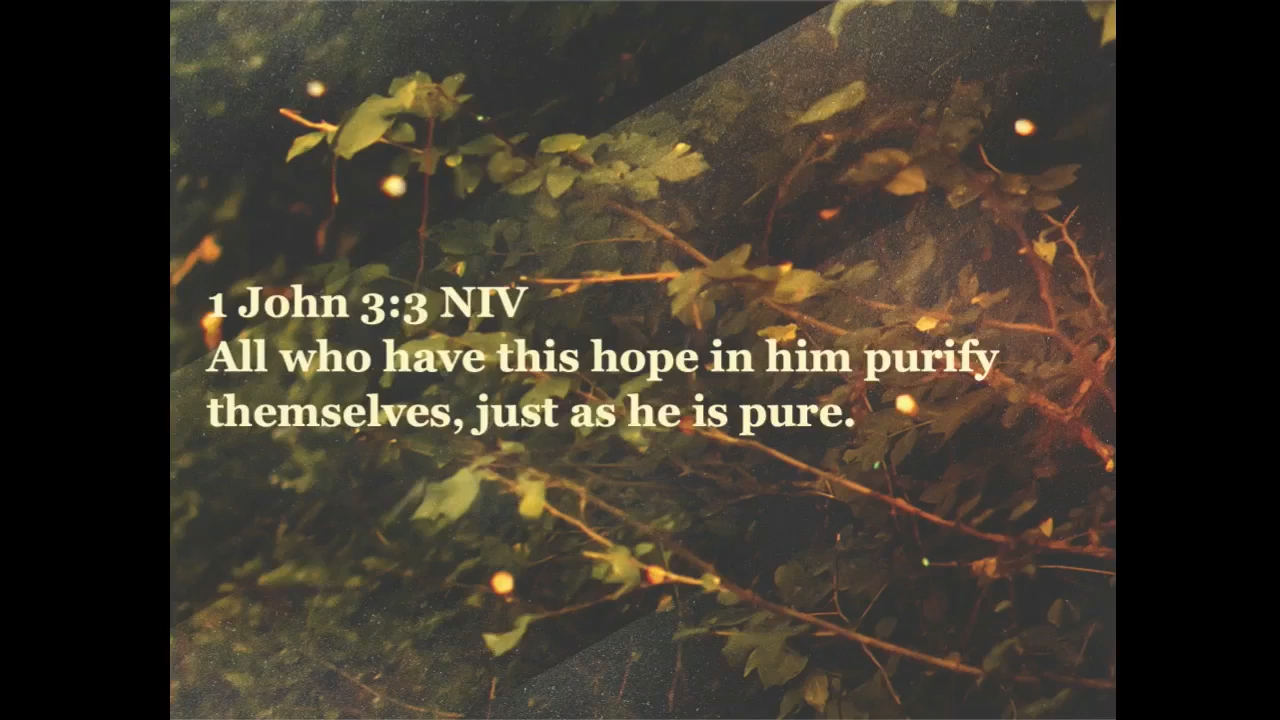 1 John 3:3 NIV
All who have this hope in him purify
themselves, just as he is pure.